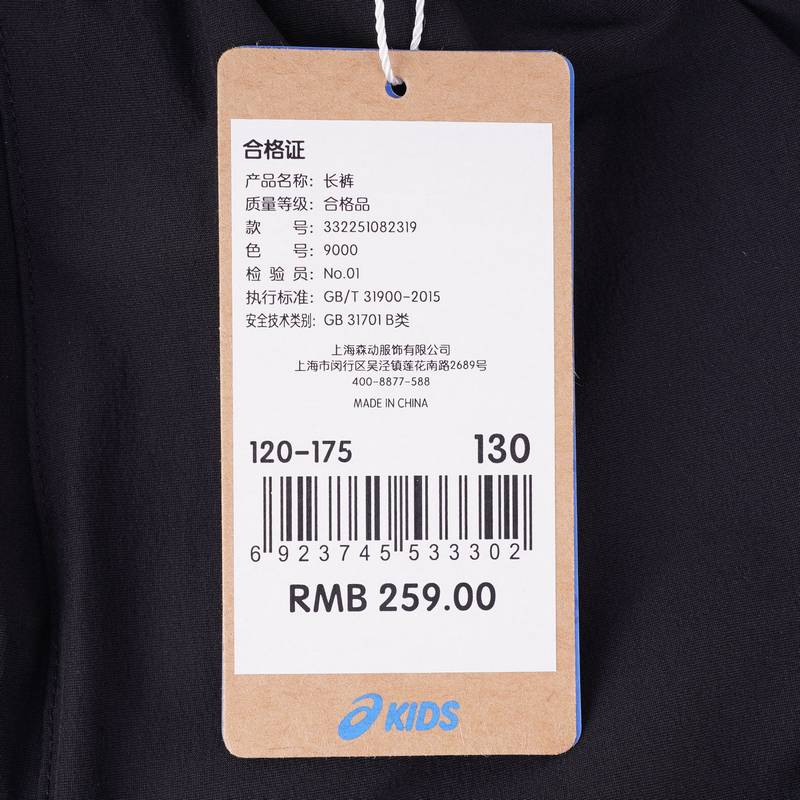 合格证
产品名称：长裤
质量等级：合格品
款 号：332251082319
色 号：9000
检 验 员：No.01
执行标准：GB/T 31900-2015
安全技术类别：GB 31701 B类
上海森动服饰有限公司
上海市闵行区吴泾镇莲花南路2689号
400-8877-588
MADE IN CHINA
120-175 130
6 923745 533302
RMB 259.00
KIDS